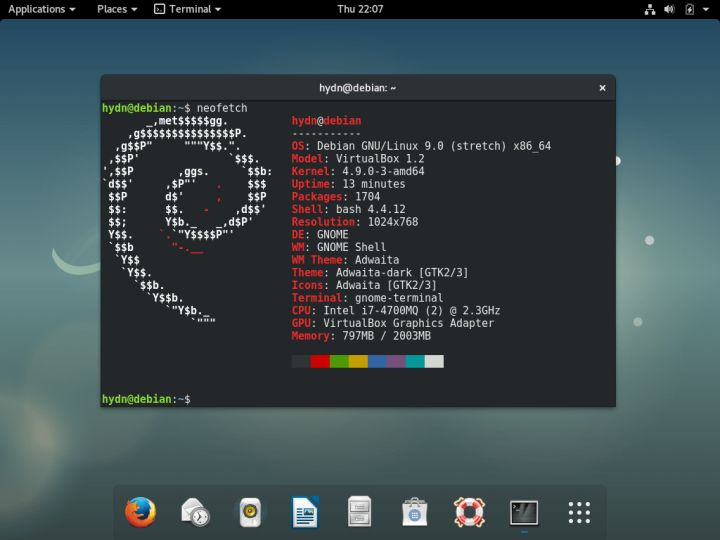 Applications Places Terminal Thu 22:07
hydn@debian: ~ ×
hydn@debian:~$ neofetch
_,met$$$$$gg.
,g$$$$$$$$$$$$$$$P.
,g$$P"     """Y$$.".
,$$P'              `$$$.
',$$P       ,ggs.     `$$b:
`d$$'     ,$P"'   .    $$$
$$P      d$'     ,    $$P
$$:      $$.   -    ,d$$'
$$;      Y$b._   _,d$P'
Y$$.    `.`"Y$$$$P"'
`$$b      "-.__
`Y$$
`Y$$.
`$$b.
`Y$$b.
`"Y$b._
`"""
hydn@debian
-----------
OS: Debian GNU/Linux 9.0 (stretch) x86_64
Model: VirtualBox 1.2
Kernel: 4.9.0-3-amd64
Uptime: 13 minutes
Packages: 1704
Shell: bash 4.4.12
Resolution: 1024x768
DE: GNOME
WM: GNOME Shell
WM Theme: Adwaita
Theme: Adwaita-dark [GTK2/3]
Icons: Adwaita [GTK2/3]
Terminal: gnome-terminal
CPU: Intel i7-4700MQ (2) @ 2.3GHz
GPU: VirtualBox Graphics Adapter
Memory: 797MB / 2003MB
hydn@debian:~$